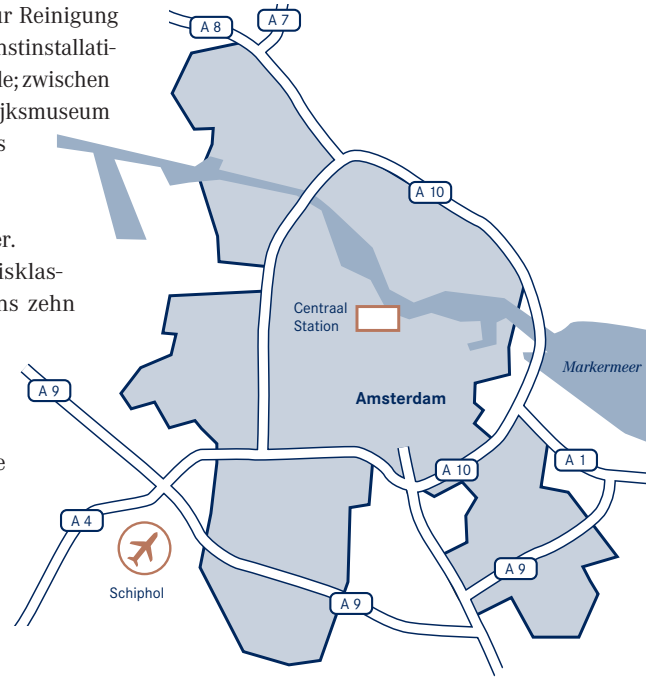 ur Reinigung
nstinstallati-
le; zwischen
ijksmuseum
s
er.
isklas-
ns zehn
e
A 8
A 7
A 10
Centraal
Station
Markermeer
Amsterdam
A 9
A 10
A 1
A 4
A 9
Schiphol
A 9